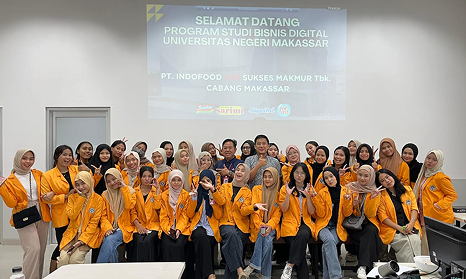 SELAMAT DATANG
PROGRAM STUDI BISNIS DIGITAL
UNIVERSITAS NEGERI MAKASSAR
PT. INDOFOOD SUKSES MAKMUR Tbk.
CABANG MAKASSAR